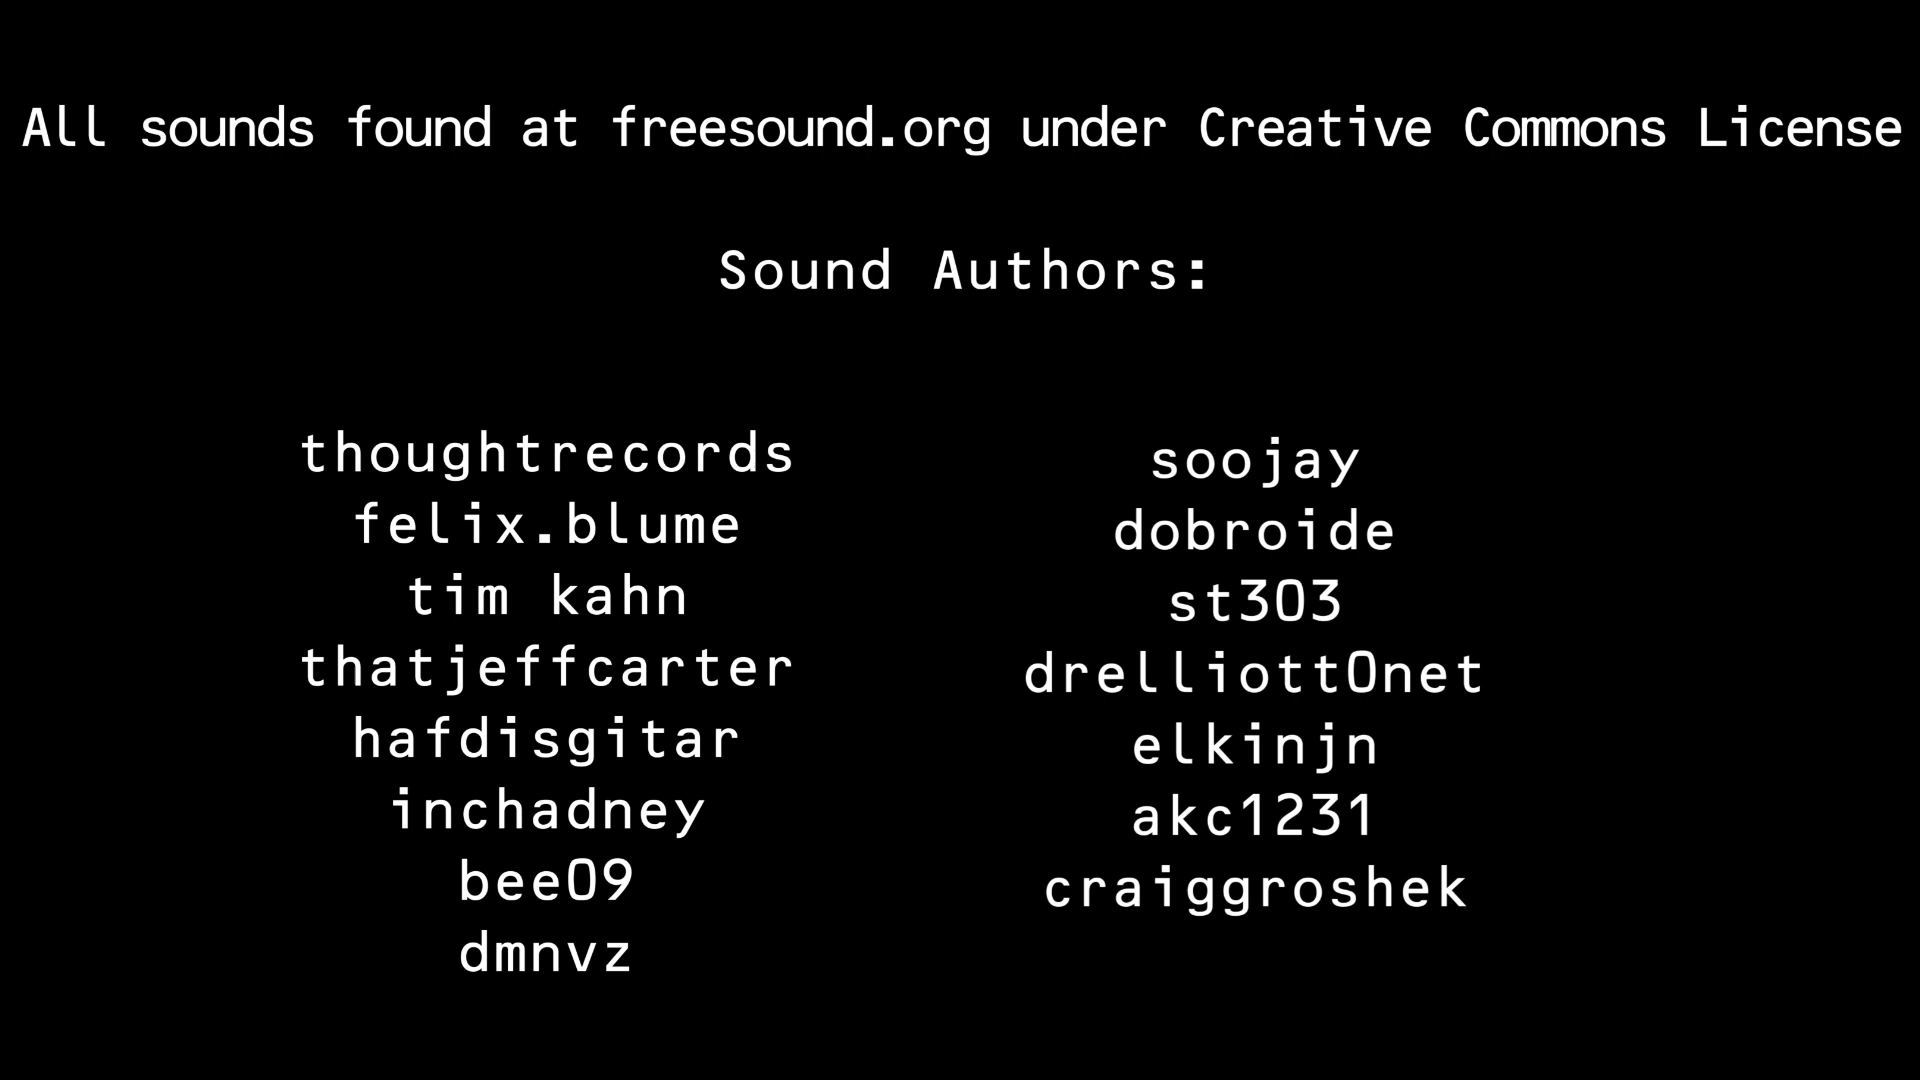 All sounds found at freesound.org under Creative Commons License
Sound Authors:
thoughtrecords
felix.blume
tim kahn
thatjeffcarter
hafdisgitar
inchadney
bee09
dmnvz
soojay
dobroide
st303
drelliott0net
elkinjn
akc1231
craiggroshek